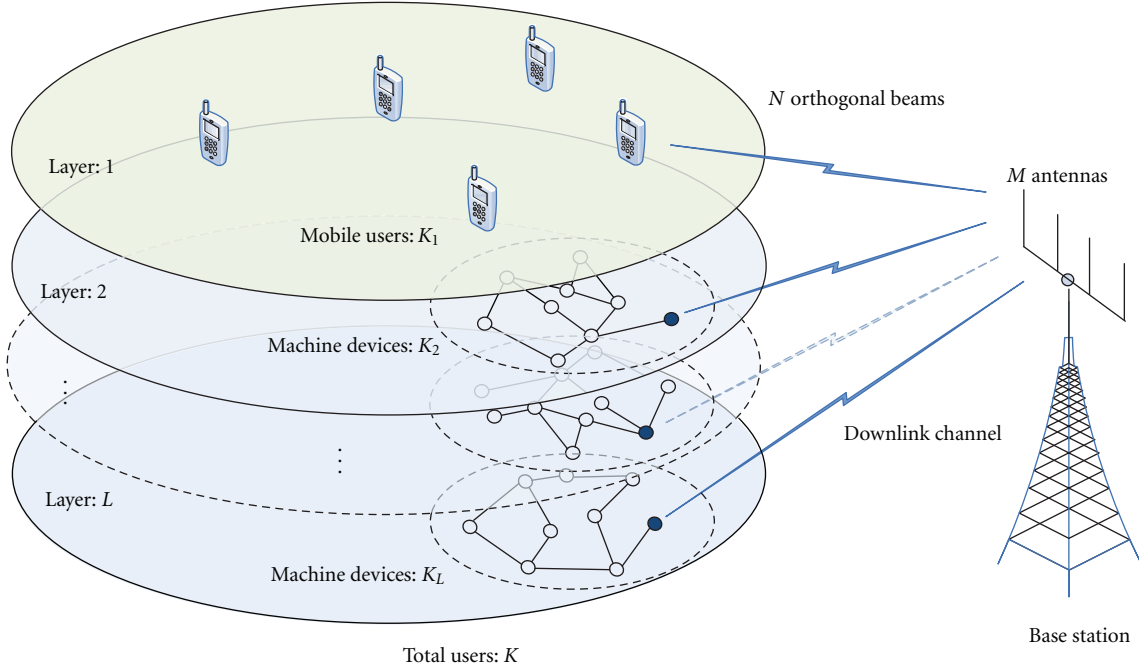 N orthogonal beams
M antennas
Layer: 1
Mobile users: K₁
Layer: 2
Machine devices: K₂
⋮
⋮
Downlink channel
Layer: L
Machine devices: K_L
Base station
Total users: K